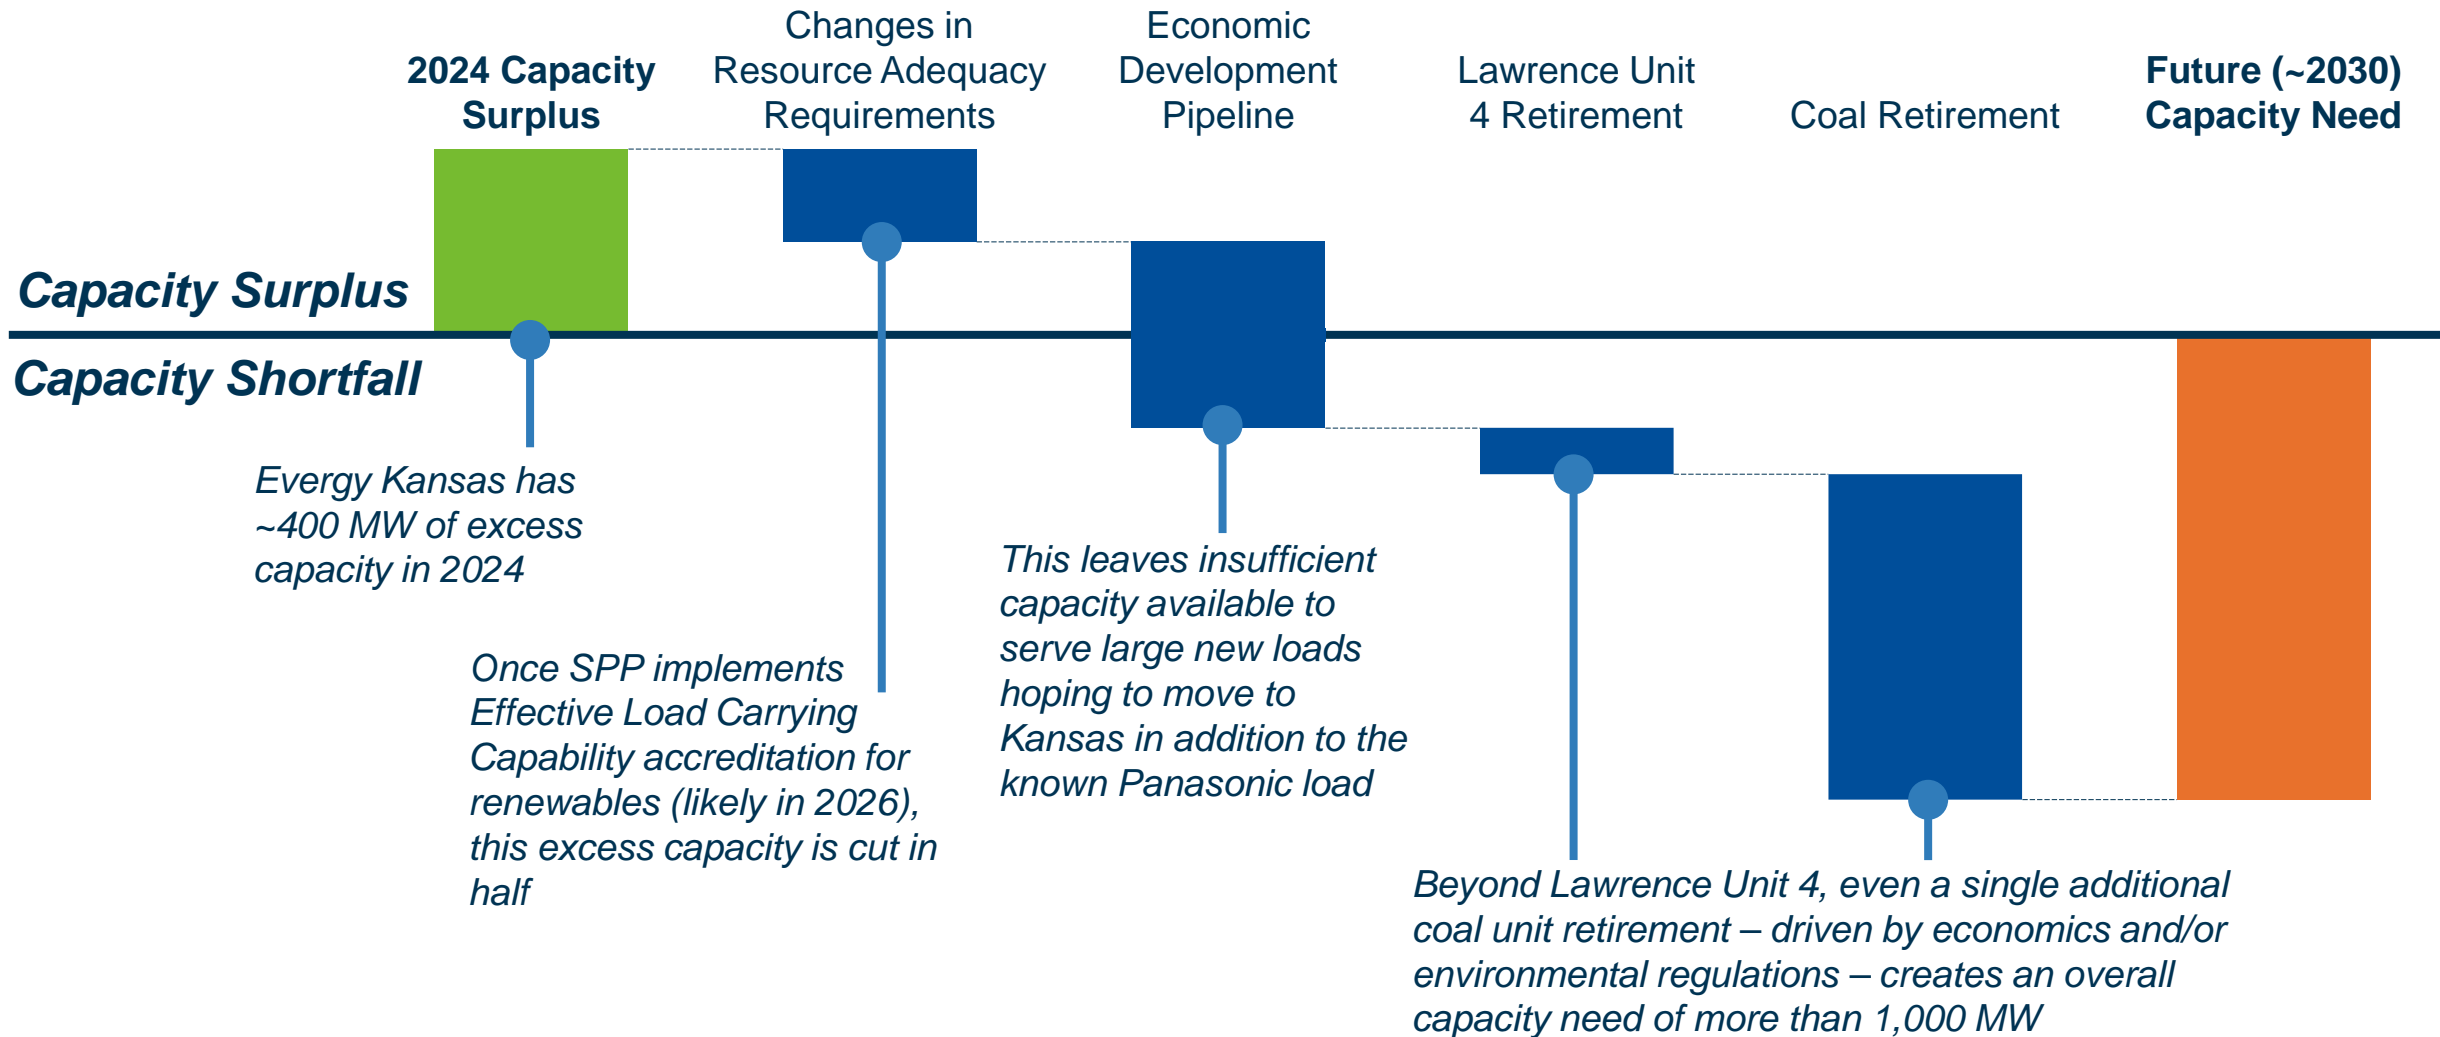 2024 Capacity
Surplus
Changes in
Resource Adequacy
Requirements
Economic
Development
Pipeline
Lawrence Unit
4 Retirement
Coal Retirement
Future (~2030)
Capacity Need
Capacity Surplus
Capacity Shortfall
Evergy Kansas has
~400 MW of excess
capacity in 2024
Once SPP implements
Effective Load Carrying
Capability accreditation for
renewables (likely in 2026),
this excess capacity is cut in
half
This leaves insufficient
capacity available to
serve large new loads
hoping to move to
Kansas in addition to the
known Panasonic load
Beyond Lawrence Unit 4, even a single additional
coal unit retirement – driven by economics and/or
environmental regulations – creates an overall
capacity need of more than 1,000 MW